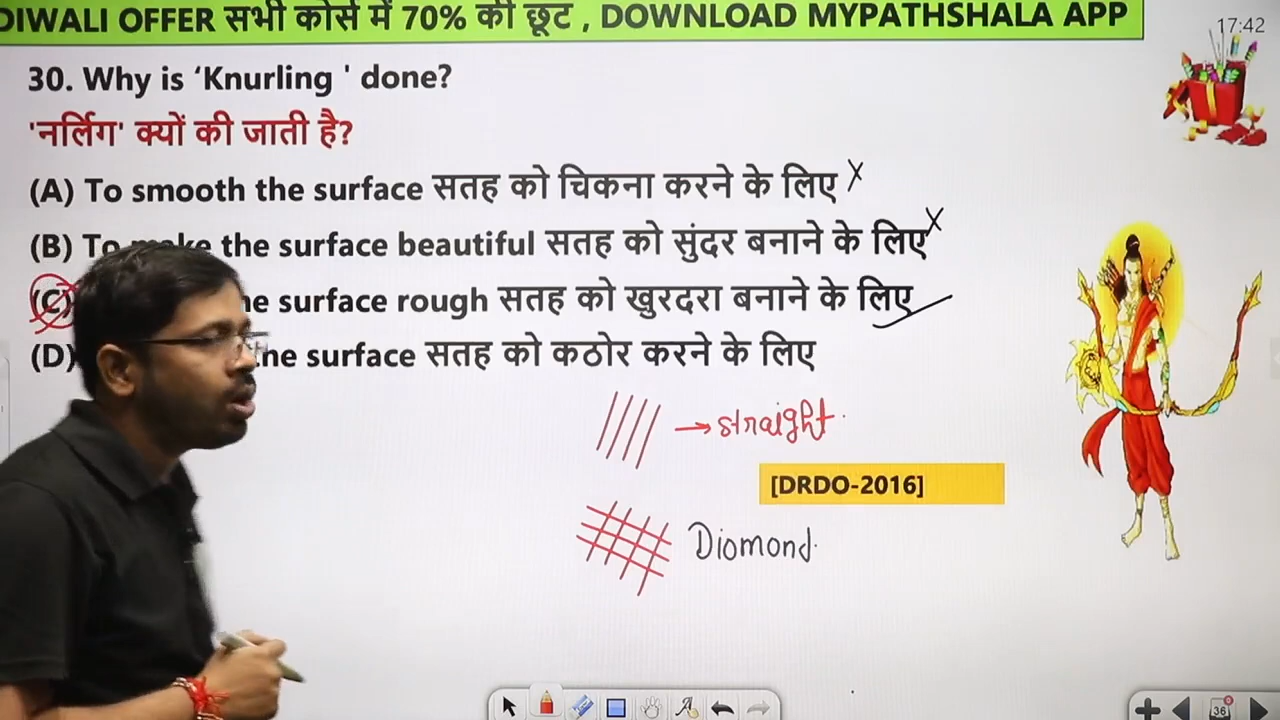 DIWALI OFFER सभी कोर्स में 70% की छूट , DOWNLOAD MYPATHSHALA APP
17:42
30. Why is ‘Knurling ' done?
'नर्लिग' क्यों की जाती है?
(A) To smooth the surface सतह को चिकना करने के लिए x
(B) To make the surface beautiful सतह को सुंदर बनाने के लिए x
(C) surface rough सतह को खुरदरा बनाने के लिए
(D) the surface सतह को कठोर करने के लिए
→ straight.
[DRDO-2016]
Diomond.
36